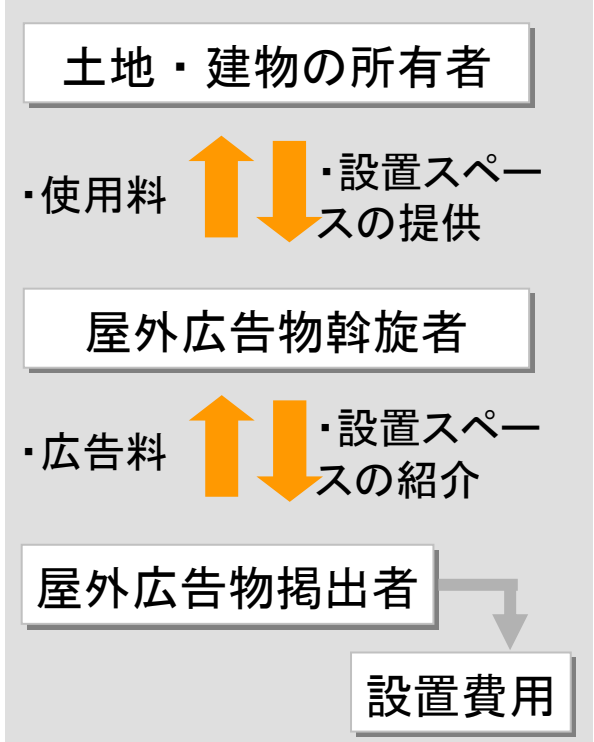 土地・建物の所有者
・使用料
・設置スペー
スの提供
屋外広告物斡旋者
・広告料
・設置スペー
スの紹介
屋外広告物掲出者
設置費用